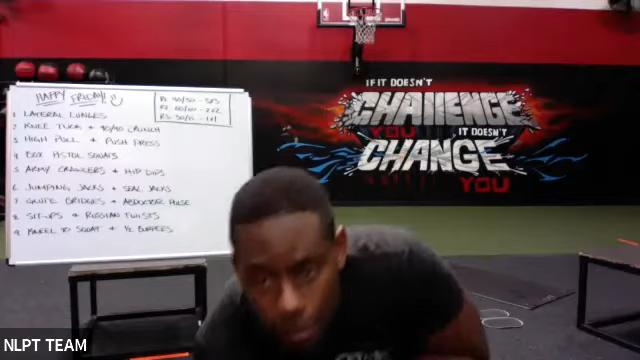 HAPPY FRIDAY!
1 LATERAL LUNGES
2 KNEE TUCK + 90/90 CRUNCH
3 HIGH PULL + PUSH PRESS
4 BOX PISTOL SQUATS
5 ARMY CRAWLERS + HIP DIPS
6 JUMPING JACKS + SEAL JACKS
7 GLUTE BRIDGES + ABDUCTOR PULSE
8 SIT-UPS + RUSSIAN TWISTS
9 KNEEL TO SQUAT + 1/2 BURPEES
IF IT DOESN'T
CHALLENGE
YOU IT DOESN'T
CHANGE
YOU
NLPT TEAM